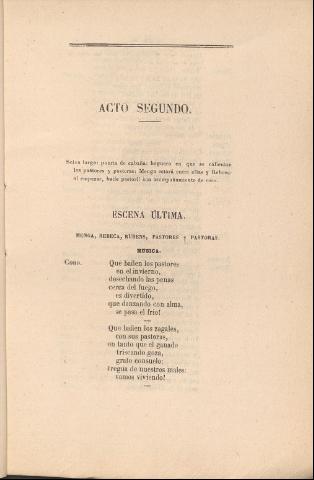 ACTO SEGUNDO.
Selva larga: puerta de cabaña: hoguera en que se calientan
los pastores y pastoras: Menga estará entre ellas y Rubens:
al empezar, baile pastoril con acompañamiento de coro.
ESCENA ÚLTIMA.
MENGA, REBECA, RUBENS, PASTORES y PASTORAS.
MUSICA.
CORO. Que bailen los pastores
en el invierno,
desechando las penas
cerca del fuego,
es divertido,
que danzando con alma,
se pasa el frio!
Que bailen los zagales,
con sus pastoras,
en tanto que el ganado
triscando goza,
grato consuelo:
tregua de nuestros males:
vamos viviendo!